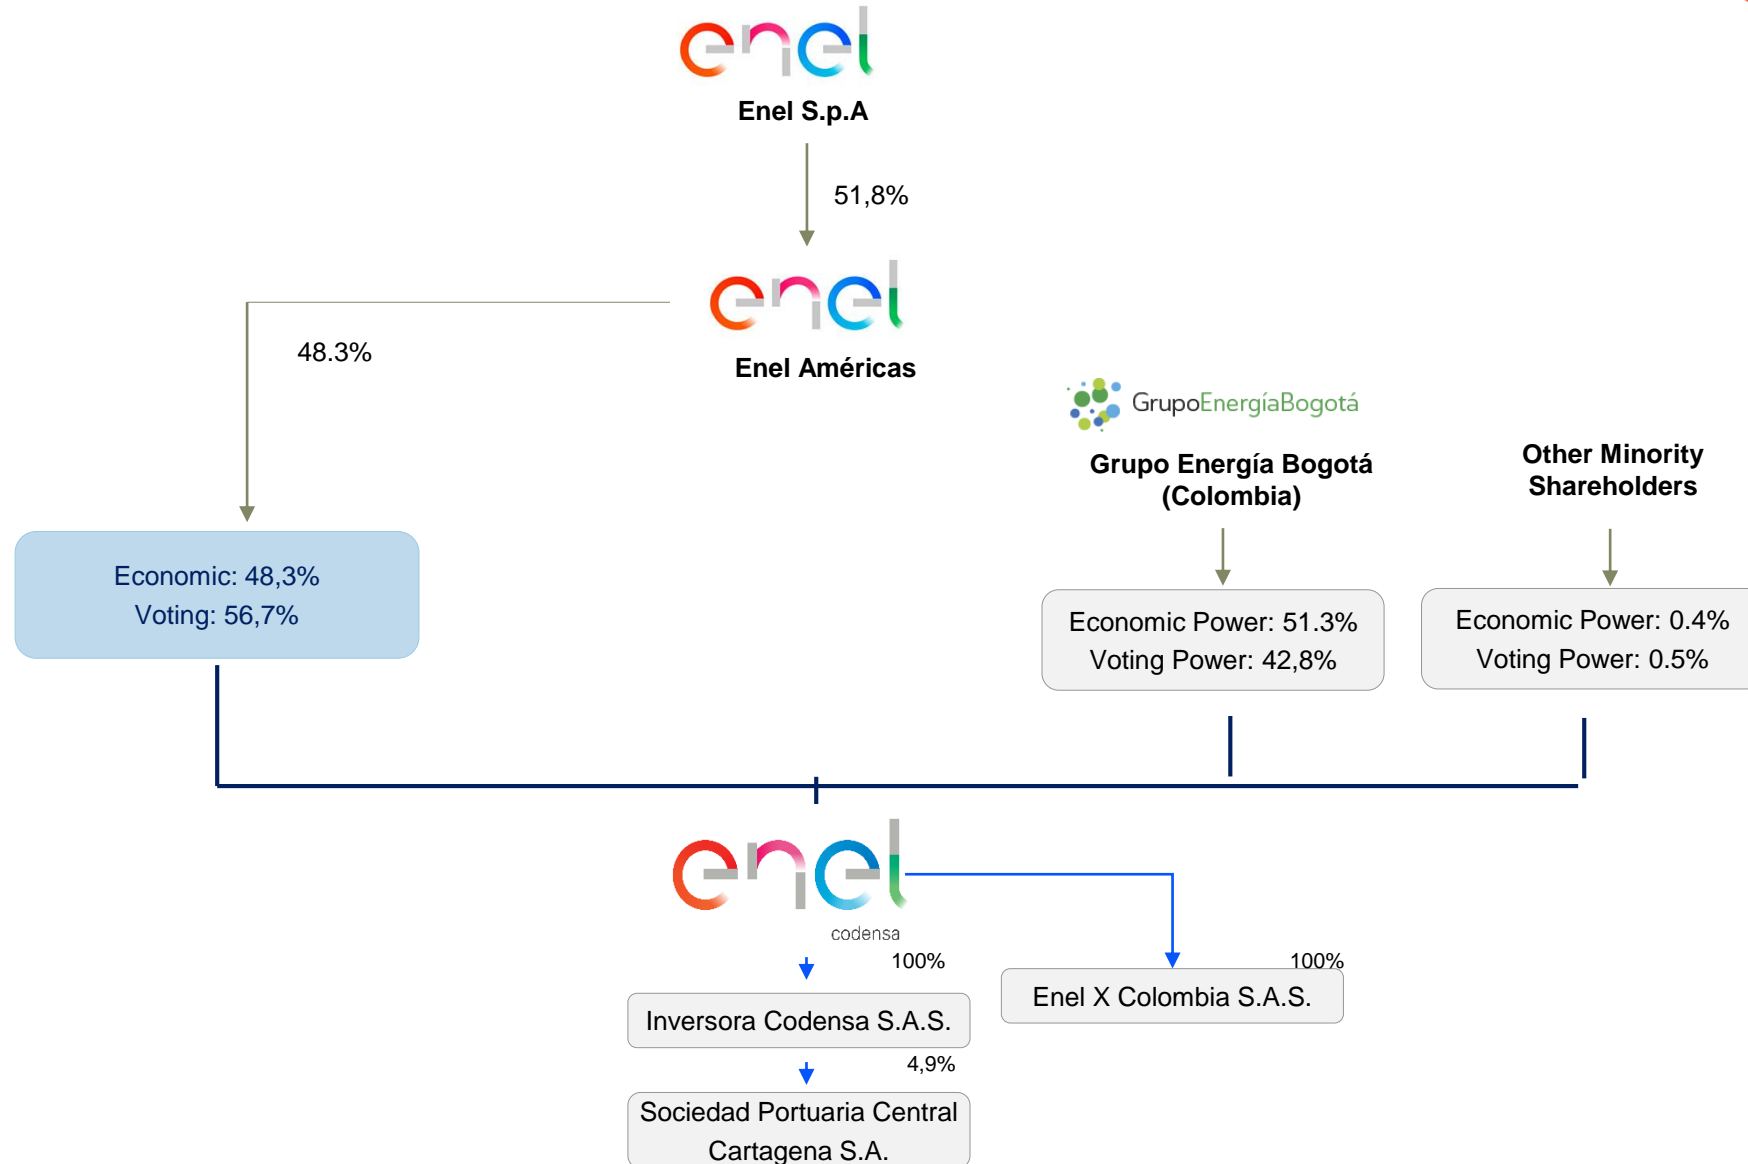 enel
Enel S.p.A
51,8%
enel
48.3%
Enel Américas
GrupoEnergíaBogotá
Grupo Energía Bogotá
(Colombia)
Other Minority
Shareholders
Economic: 48,3%
Voting: 56,7%
Economic Power: 51.3%
Voting Power: 42,8%
Economic Power: 0.4%
Voting Power: 0.5%
enel
codensa
100%
100%
Inversora Codensa S.A.S.
Enel X Colombia S.A.S.
4,9%
Sociedad Portuaria Central
Cartagena S.A.